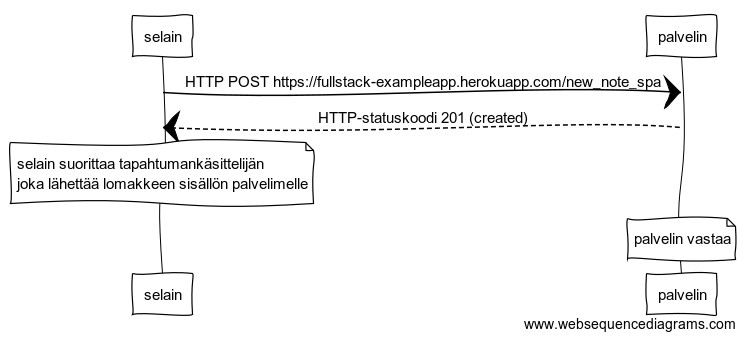 selain
palvelin
HTTP POST https://fullstack-exampleapp.herokuapp.com/new_note_spa
HTTP-statuskoodi 201 (created)
selain suorittaa tapahtumankäsittelijän
joka lähettää lomakkeen sisällön palvelimelle
palvelin vastaa
selain
palvelin
www.websequencediagrams.com